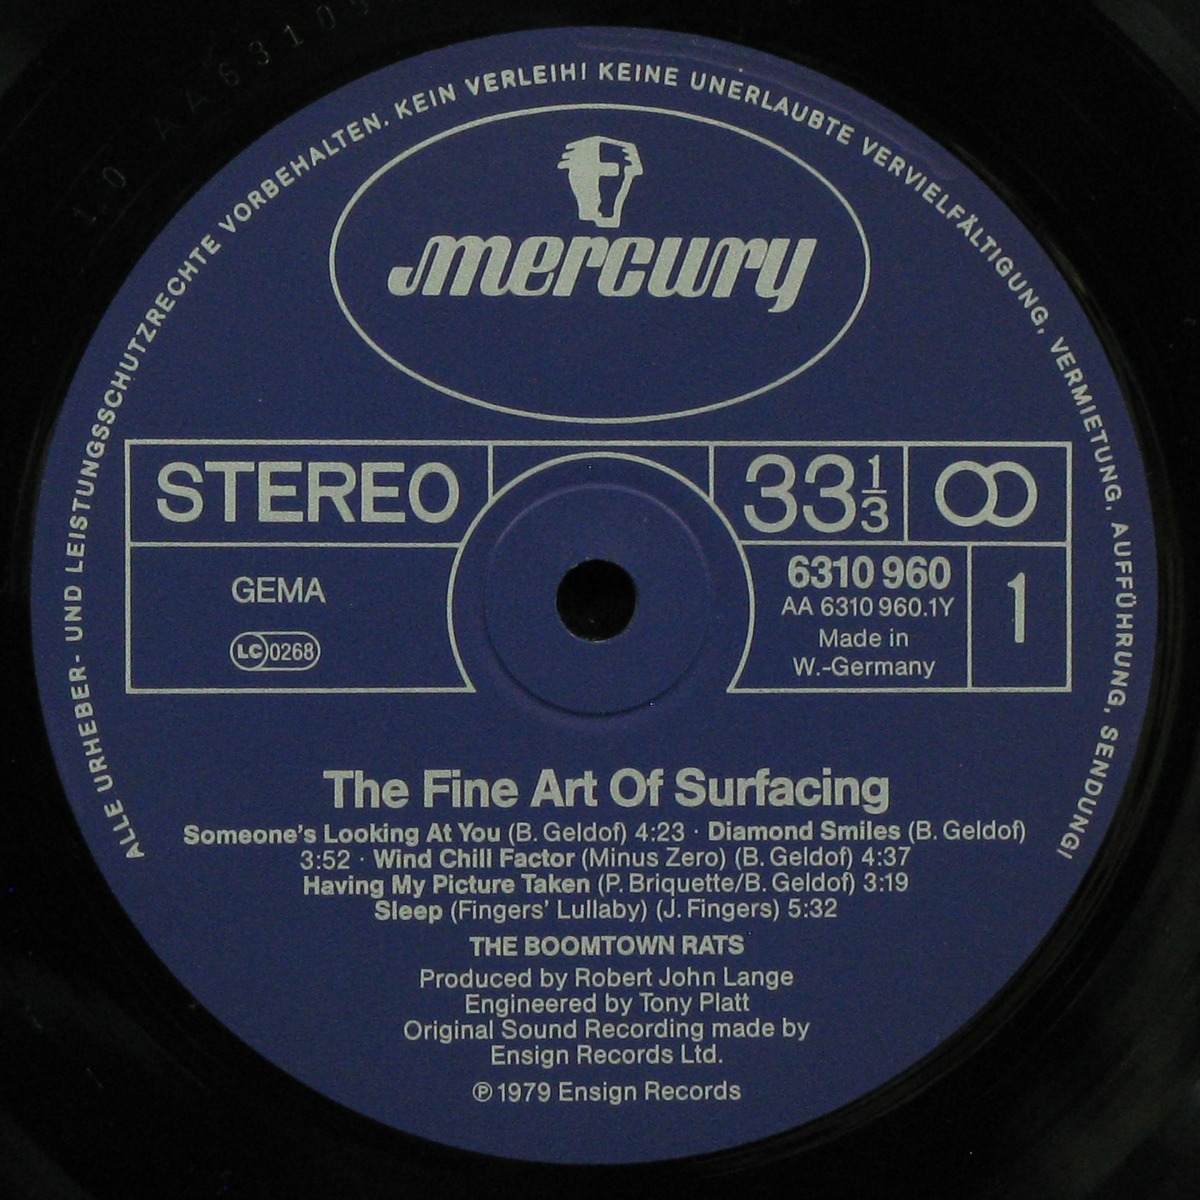 ALLE URHEBER- UND LEISTUNGSSCHUTZRECHTE VORBEHALTEN. KEIN VERLEIH! KEINE UNERLAUBTE VERVIELFÄLTIGUNG, VERMIETUNG, AUFFÜHRUNG, SENDUNG!
mercury
STEREO
33 1/3
GEMA
LC 0268
6310 960
AA 6310 960.1Y
Made in
W.-Germany
1
The Fine Art Of Surfacing
Someone's Looking At You (B. Geldof) 4:23 · Diamond Smiles (B. Geldof)
3:52 · Wind Chill Factor (Minus Zero) (B. Geldof) 4:37
Having My Picture Taken (P. Briquette/B. Geldof) 3:19
Sleep (Fingers' Lullaby) (J. Fingers) 5:32
THE BOOMTOWN RATS
Produced by Robert John Lange
Engineered by Tony Platt
Original Sound Recording made by
Ensign Records Ltd.
℗ 1979 Ensign Records